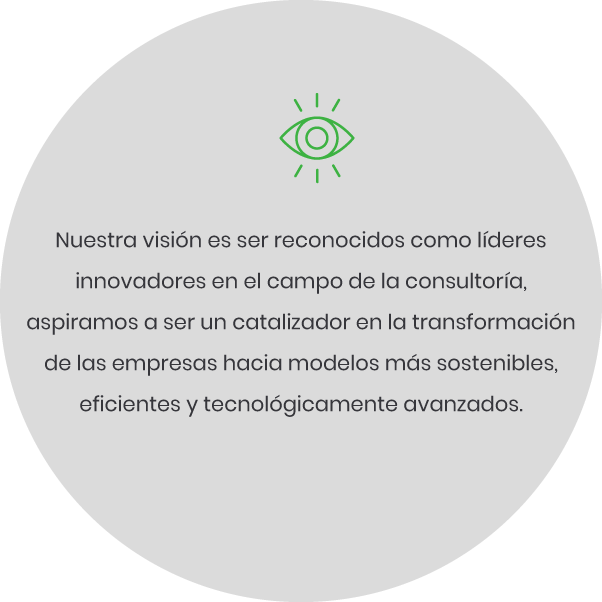 Nuestra visión es ser reconocidos como líderes
innovadores en el campo de la consultoría,
aspiramos a ser un catalizador en la transformación
de las empresas hacia modelos más sostenibles,
eficientes y tecnológicamente avanzados.